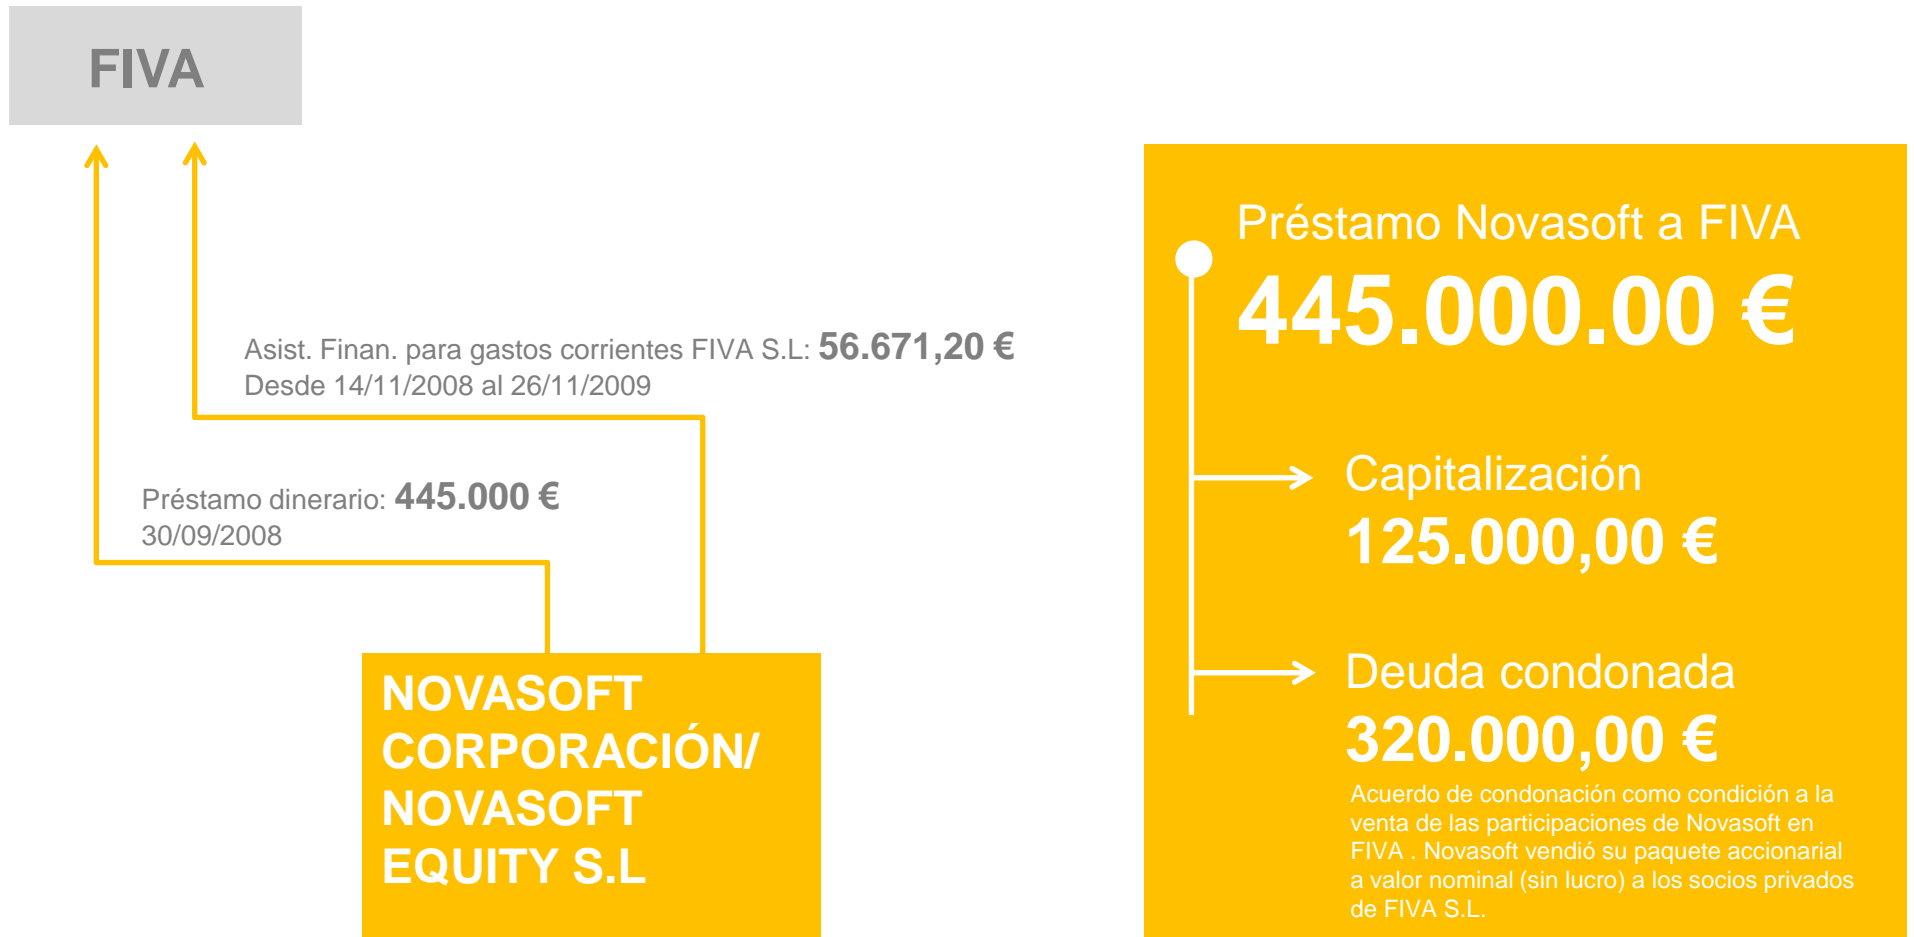 FIVA
Asist. Finan. para gastos corrientes FIVA S.L: 56.671,20 €
Desde 14/11/2008 al 26/11/2009
Préstamo dinerario: 445.000 €
30/09/2008
NOVASOFT
CORPORACIÓN/
NOVASOFT
EQUITY S.L
Préstamo Novasoft a FIVA
445.000.00 €
Capitalización
125.000,00 €
Deuda condonada
320.000,00 €
Acuerdo de condonación como condición a la
venta de las participaciones de Novasoft en
FIVA . Novasoft vendió su paquete accionarial
a valor nominal (sin lucro) a los socios privados
de FIVA S.L.